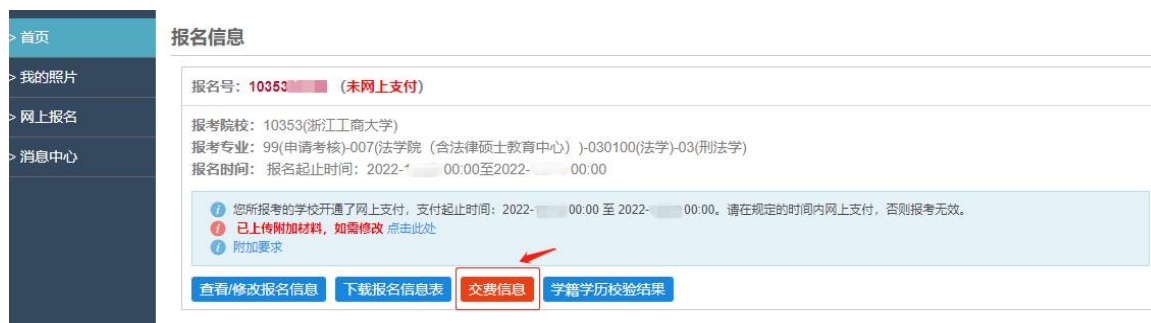 > 首页
> 我的照片
> 网上报名
> 消息中心
报名信息
报名号：10353 （未网上支付）
报考院校：10353(浙江工商大学)
报考专业：99(申请考核)-007(法学院（含法律硕士教育中心）)-030100(法学)-03(刑法学)
报名时间： 报名起止时间：2022-1 00:00至2022- 00:00
您所报考的学校开通了网上支付，支付起止时间：2022- 00:00 至 2022- 00:00。请在规定的时间内网上支付，否则报考无效。
已上传附加材料，如需修改 点击此处
附加要求
查看/修改报名信息 下载报名信息表 交费信息 学籍学历校验结果